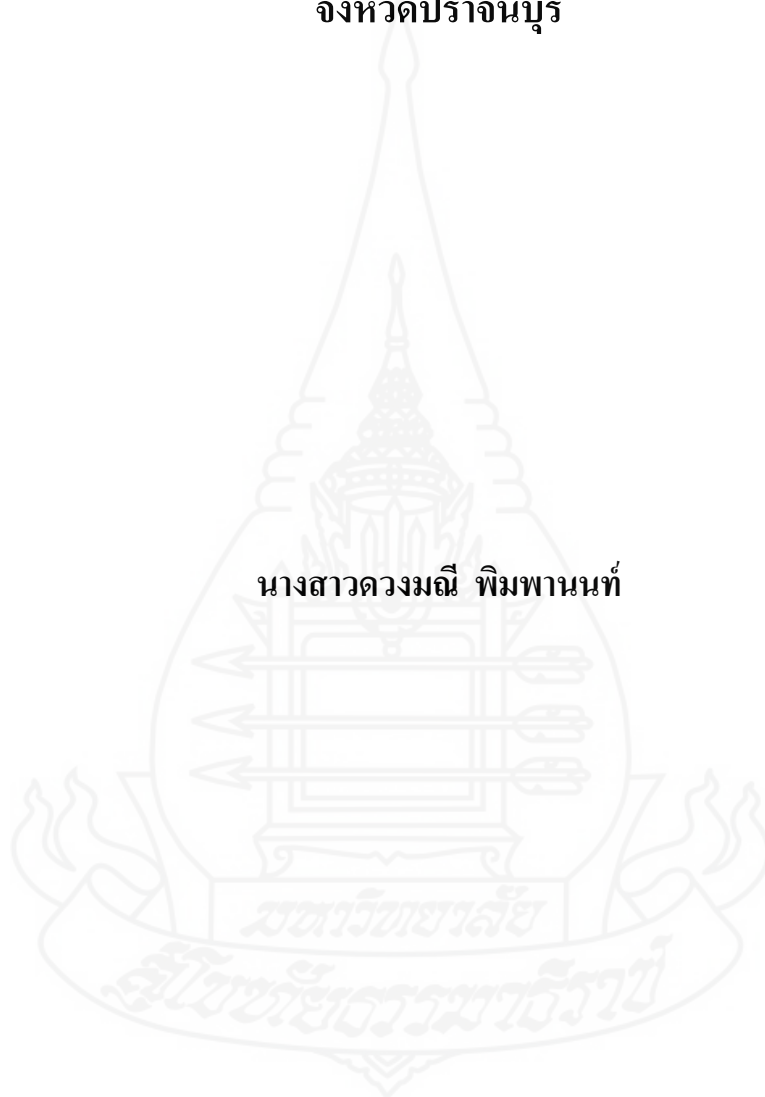 จังหวัดปราจีนบุรี
นางสาวดวงมณี พิมพานนท์
มหาวิทยาลัย
สุโขทัยธรรมาธิราช